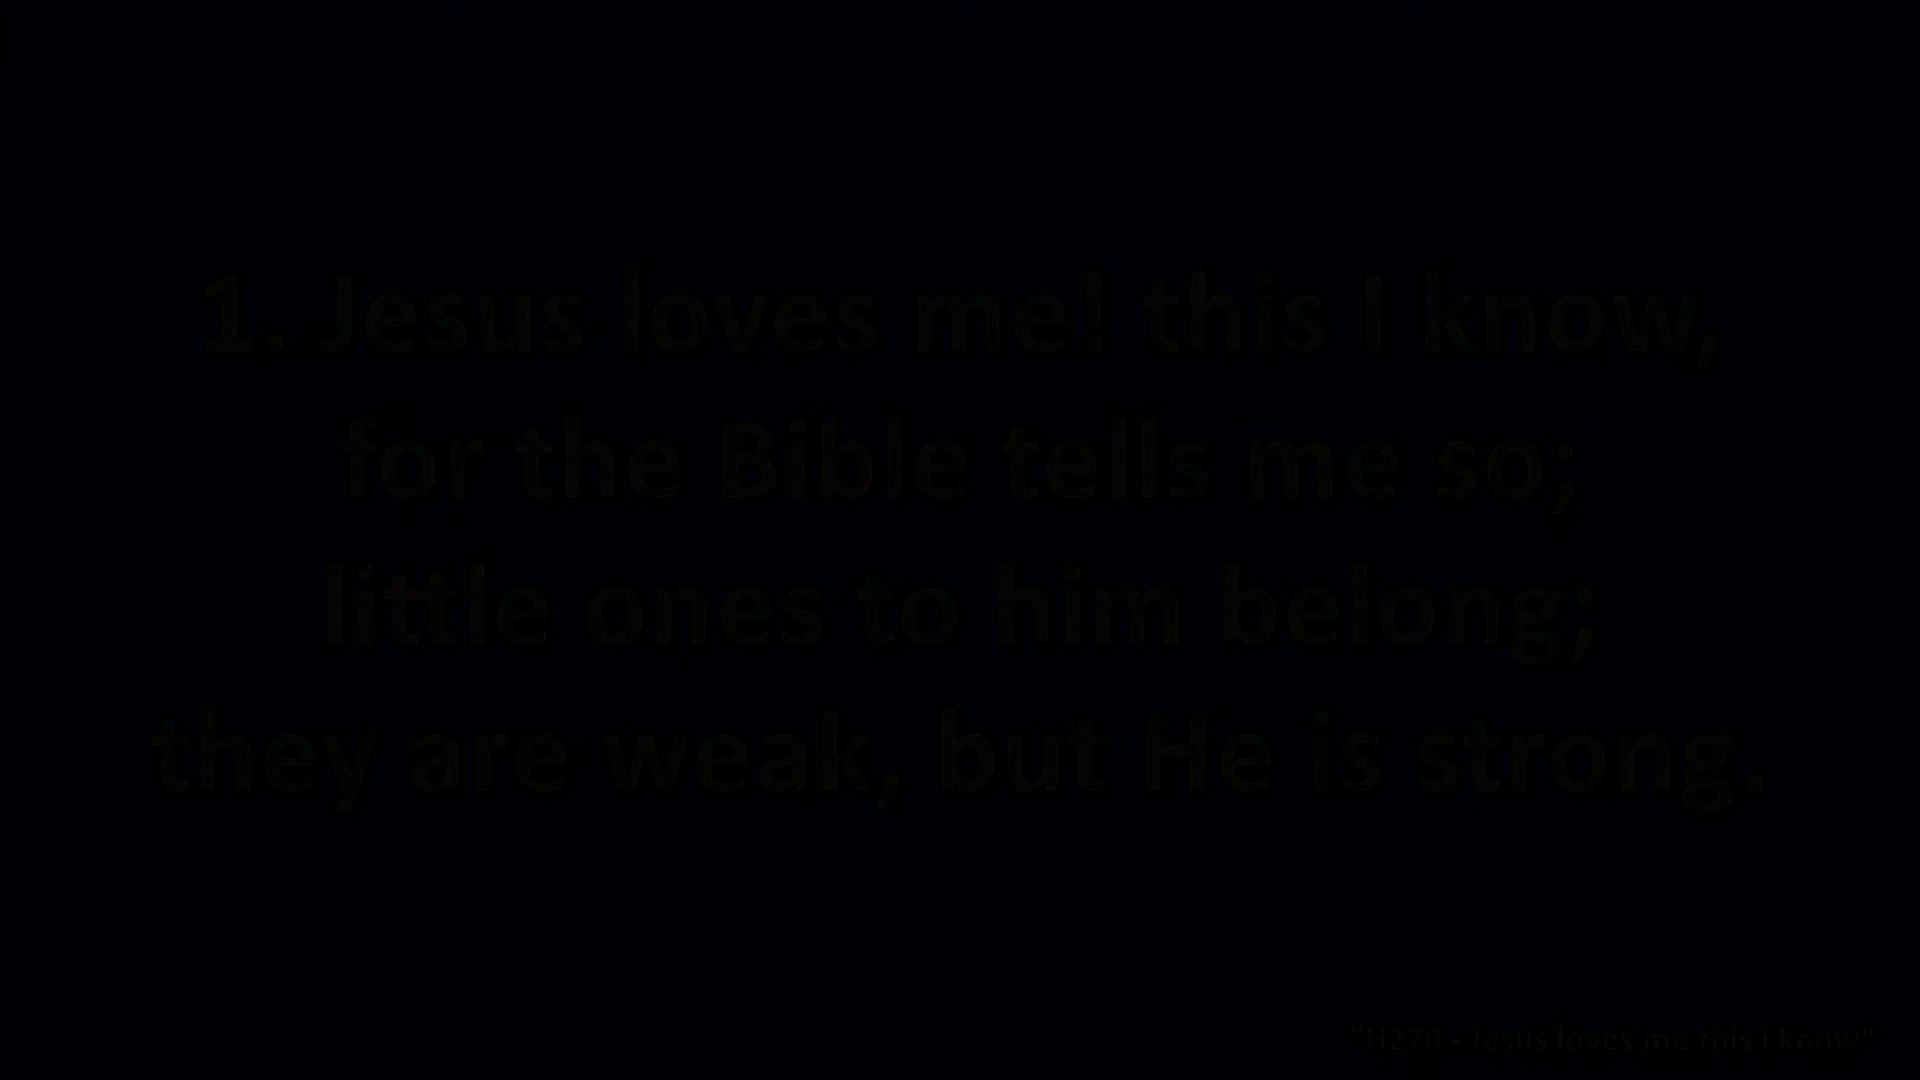 1. Jesus loves me! this I know,
for the Bible tells me so;
little ones to him belong;
they are weak, but He is strong.
"H270 - Jesus loves me this i know"